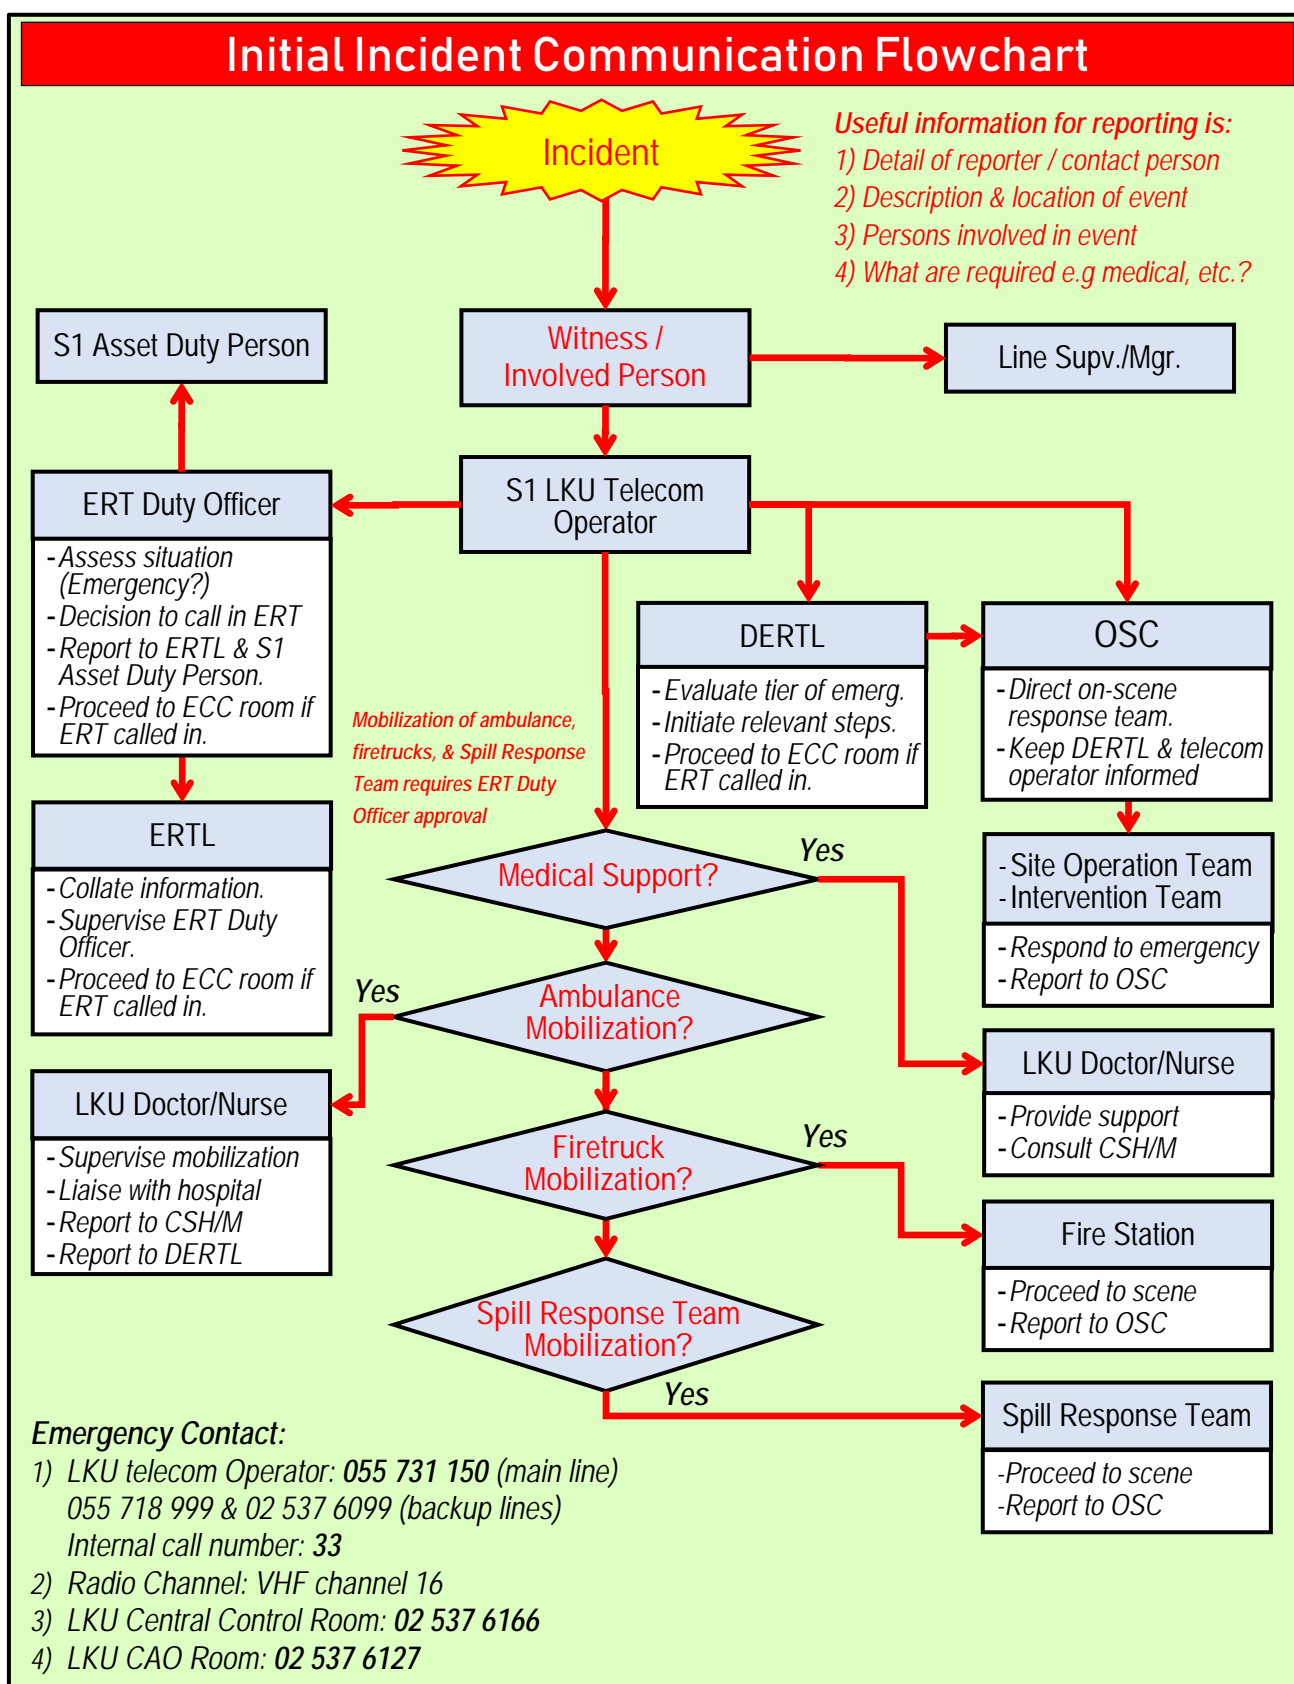 Initial Incident Communication Flowchart
Incident
Useful information for reporting is:
1) Detail of reporter / contact person
2) Description & location of event
3) Persons involved in event
4) What are required e.g medical, etc.?
S1 Asset Duty Person
Witness /
Involved Person
Line Supv./Mgr.
ERT Duty Officer
- Assess situation
(Emergency?)
- Decision to call in ERT
- Report to ERTL & S1
Asset Duty Person.
- Proceed to ECC room if
ERT called in.
S1 LKU Telecom
Operator
DERTL
- Evaluate tier of emerg.
- Initiate relevant steps.
- Proceed to ECC room if
ERT called in.
OSC
- Direct on-scene
response team.
- Keep DERTL & telecom
operator informed
Mobilization of ambulance,
firetrucks, & Spill Response
Team requires ERT Duty
Officer approval
ERTL
- Collate information.
- Supervise ERT Duty
Officer.
- Proceed to ECC room if
ERT called in.
Medical Support?
Yes
- Site Operation Team
- Intervention Team
- Respond to emergency
- Report to OSC
Yes
Ambulance
Mobilization?
LKU Doctor/Nurse
- Supervise mobilization
- Liaise with hospital
- Report to CSH/M
- Report to DERTL
LKU Doctor/Nurse
- Provide support
- Consult CSH/M
Firetruck
Mobilization?
Yes
Fire Station
- Proceed to scene
- Report to OSC
Spill Response Team
Mobilization?
Yes
Spill Response Team
-Proceed to scene
-Report to OSC
Emergency Contact:
1) LKU telecom Operator: 055 731 150 (main line)
055 718 999 & 02 537 6099 (backup lines)
Internal call number: 33
2) Radio Channel: VHF channel 16
3) LKU Central Control Room: 02 537 6166
4) LKU CAO Room: 02 537 6127